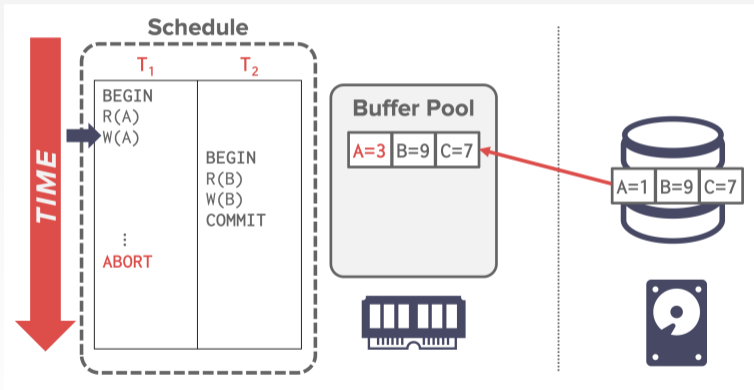 Schedule
TIME
T1
T2
BEGIN
R(A)
W(A)
BEGIN
R(B)
W(B)
COMMIT
⋮
ABORT
Buffer Pool
A=3 B=9 C=7
A=1 B=9 C=7